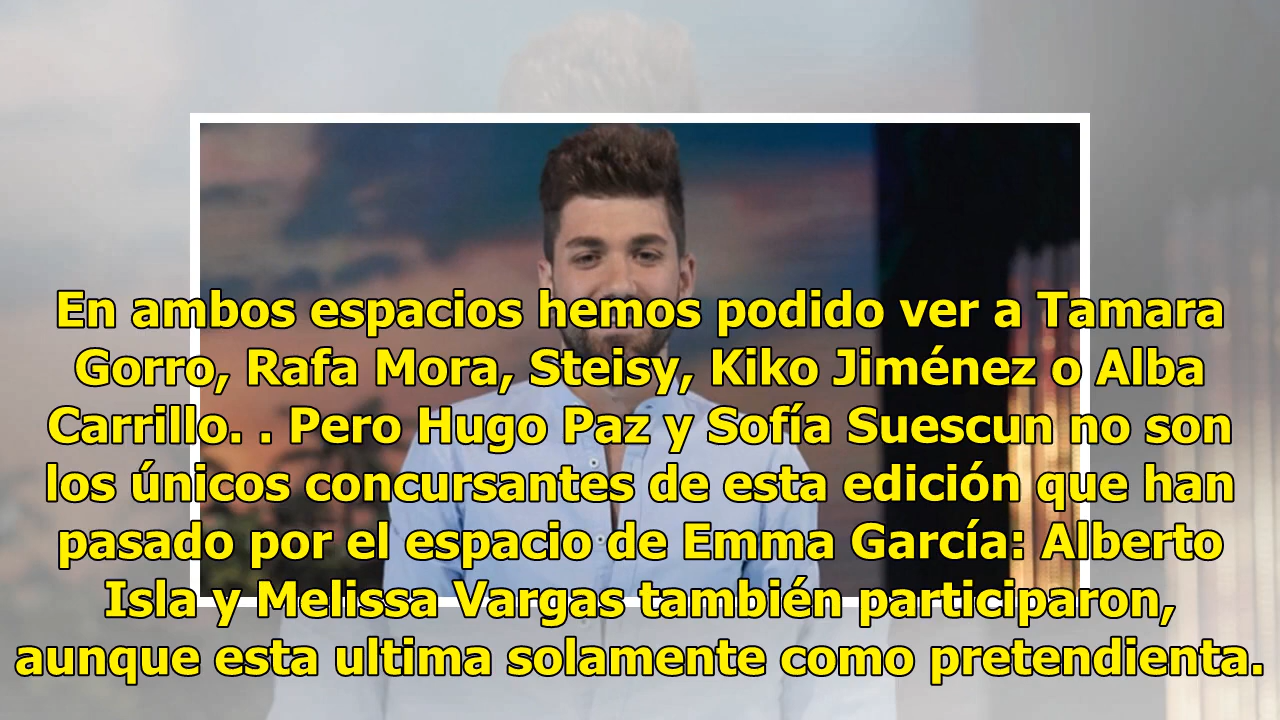 En ambos espacios hemos podido ver a Tamara
Gorro, Rafa Mora, Steisy, Kiko Jiménez o Alba
Carrillo. . Pero Hugo Paz y Sofía Suescun no son
los únicos concursantes de esta edición que han
pasado por el espacio de Emma García: Alberto
Isla y Melissa Vargas también participaron,
aunque esta ultima solamente como pretendienta.